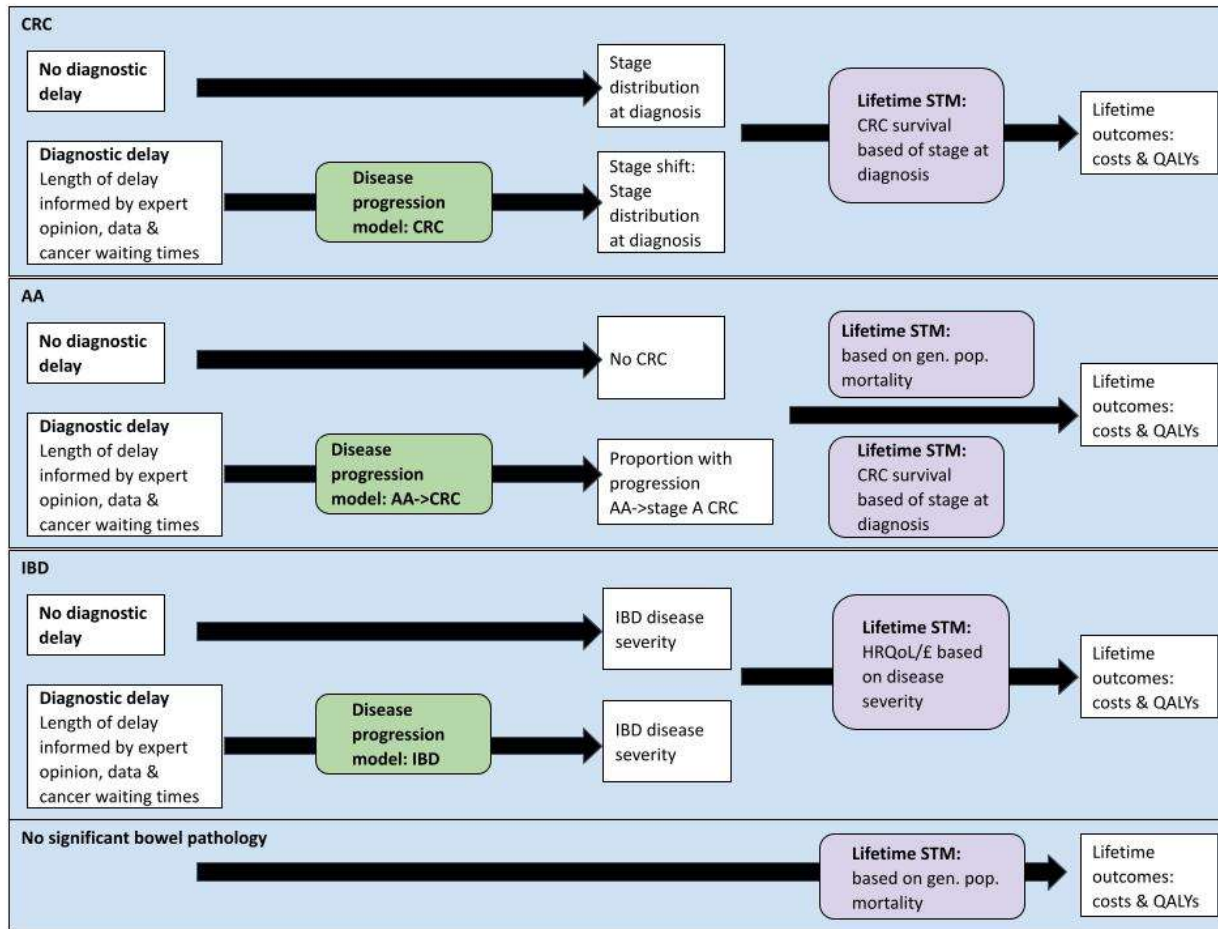 CRC
No diagnostic
delay
Stage
distribution
at diagnosis
Diagnostic delay
Length of delay
informed by expert
opinion, data &
cancer waiting times
Disease
progression
model: CRC
Stage shift:
Stage
distribution
at diagnosis
Lifetime STM:
CRC survival
based of stage at
diagnosis
Lifetime
outcomes:
costs & QALYs
AA
No diagnostic
delay
No CRC
Diagnostic delay
Length of delay
informed by expert
opinion, data &
cancer waiting times
Disease
progression
model: AA->CRC
Proportion with
progression
AA->stage A CRC
Lifetime STM:
based on gen. pop.
mortality
Lifetime STM:
CRC survival
based of stage at
diagnosis
Lifetime
outcomes:
costs & QALYs
IBD
No diagnostic
delay
IBD disease
severity
Diagnostic delay
Length of delay
informed by expert
opinion, data &
cancer waiting times
Disease
progression
model: IBD
IBD disease
severity
Lifetime STM:
HRQoL/£ based
on disease
severity
Lifetime
outcomes:
costs & QALYs
No significant bowel pathology
Lifetime STM:
based on gen. pop.
mortality
Lifetime
outcomes:
costs & QALYs